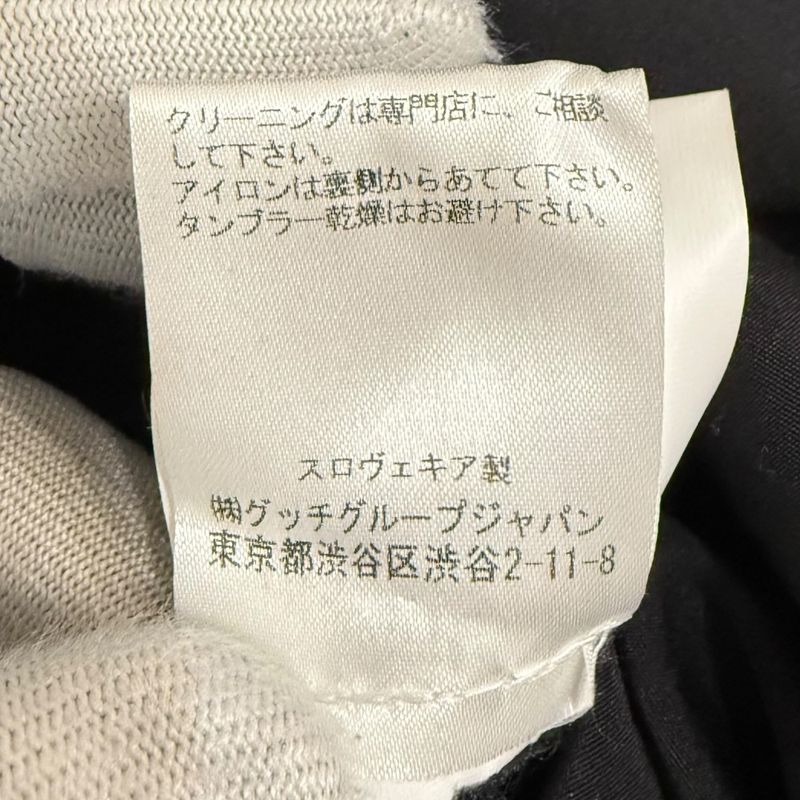 クリーニングは専門店に、ご相談
して下さい。
アイロンは裏側からあてて下さい。
タンブラー乾燥はお避け下さい。
スロヴェキア製
㈱グッチグループジャパン
東京都渋谷区渋谷2-11-8